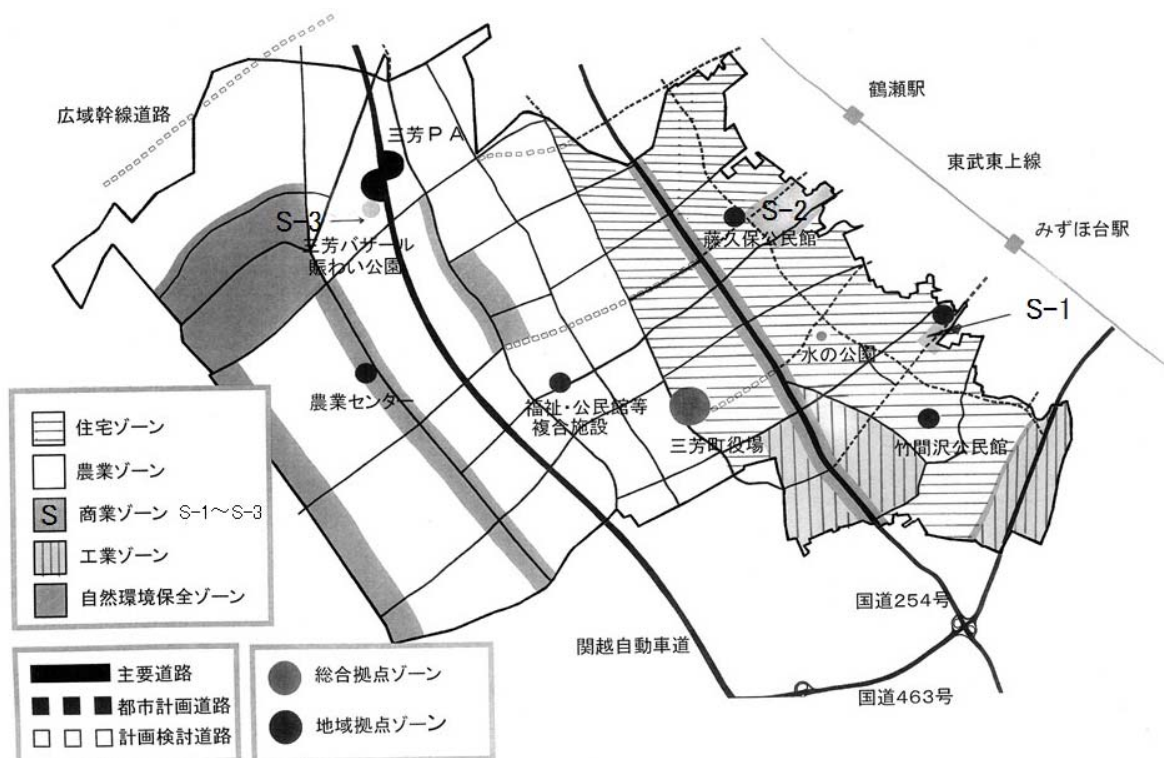 鶴瀬駅
広域幹線道路
三芳PA
東武東上線
S-3
S-2
みずほ台駅
三芳バザール
賑わい公園
藤久保公民館
S-1
水の公園
農業センター
福祉・公民館等
複合施設
三芳町役場
竹間沢公民館
住宅ゾーン
農業ゾーン
S 商業ゾーン S-1~S-3
工業ゾーン
自然環境保全ゾーン
国道254号
関越自動車道
国道463号
主要道路
都市計画道路
計画検討道路
総合拠点ゾーン
地域拠点ゾーン